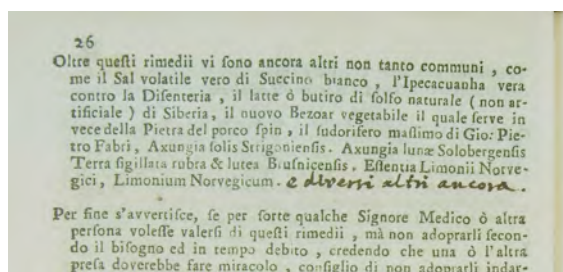 26
Oltre questi rimedii vi sono ancora altri non tanto communi , co-
me il Sal volatile vero di Succino bianco , l'Ipecacuanha vera
contro la Disenteria , il latte ò butiro di solfo naturale ( non ar-
tificiale ) di Siberia, il nuovo Bezoar vegetabile il quale serve in
vece della Pietra del porco spin , il sudorifero massimo di Gio: Pie-
tro Fabri, Axungia solis Strigoniensis. Axungia lunæ Solobergensis
Terra sigillata rubra & lutea Brusnicensis. Essentia Limonii Norve-
gici , Limonium Norvegicum . e diversi altri ancora.
Per fine s'avvertisce, se per sorte qualche Signore Medico ò altra
persona volesse valersi di questi rimedii , mà non adoprarli secon-
do il bisogno ed in tempo debito , credendo che una ò l'altra
presa doverebbe fare miracolo , consiglio di non adoprarli indar-